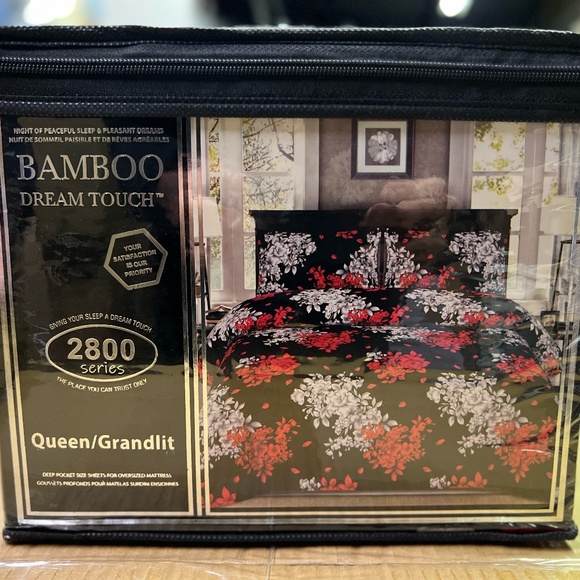 NIGHT OF PEACEFUL SLEEP & PLEASANT DREAMS
NUIT DE SOMMEIL PAISIBLE ET DE RÊVES AGRÉABLES
BAMBOO
DREAM TOUCH™
YOUR
SATISFACTION
IS OUR
PRIORITY
GIVING YOUR SLEEP A DREAM TOUCH
2800
series
THE PLACE YOU CAN TRUST ONLY
Queen/Grandlit
DEEP POCKET SIZE SHEETS FOR OVERSIZED MATTRESS
GOUSSETS PROFONDS POUR MATELAS SURDIM ENSIONNES